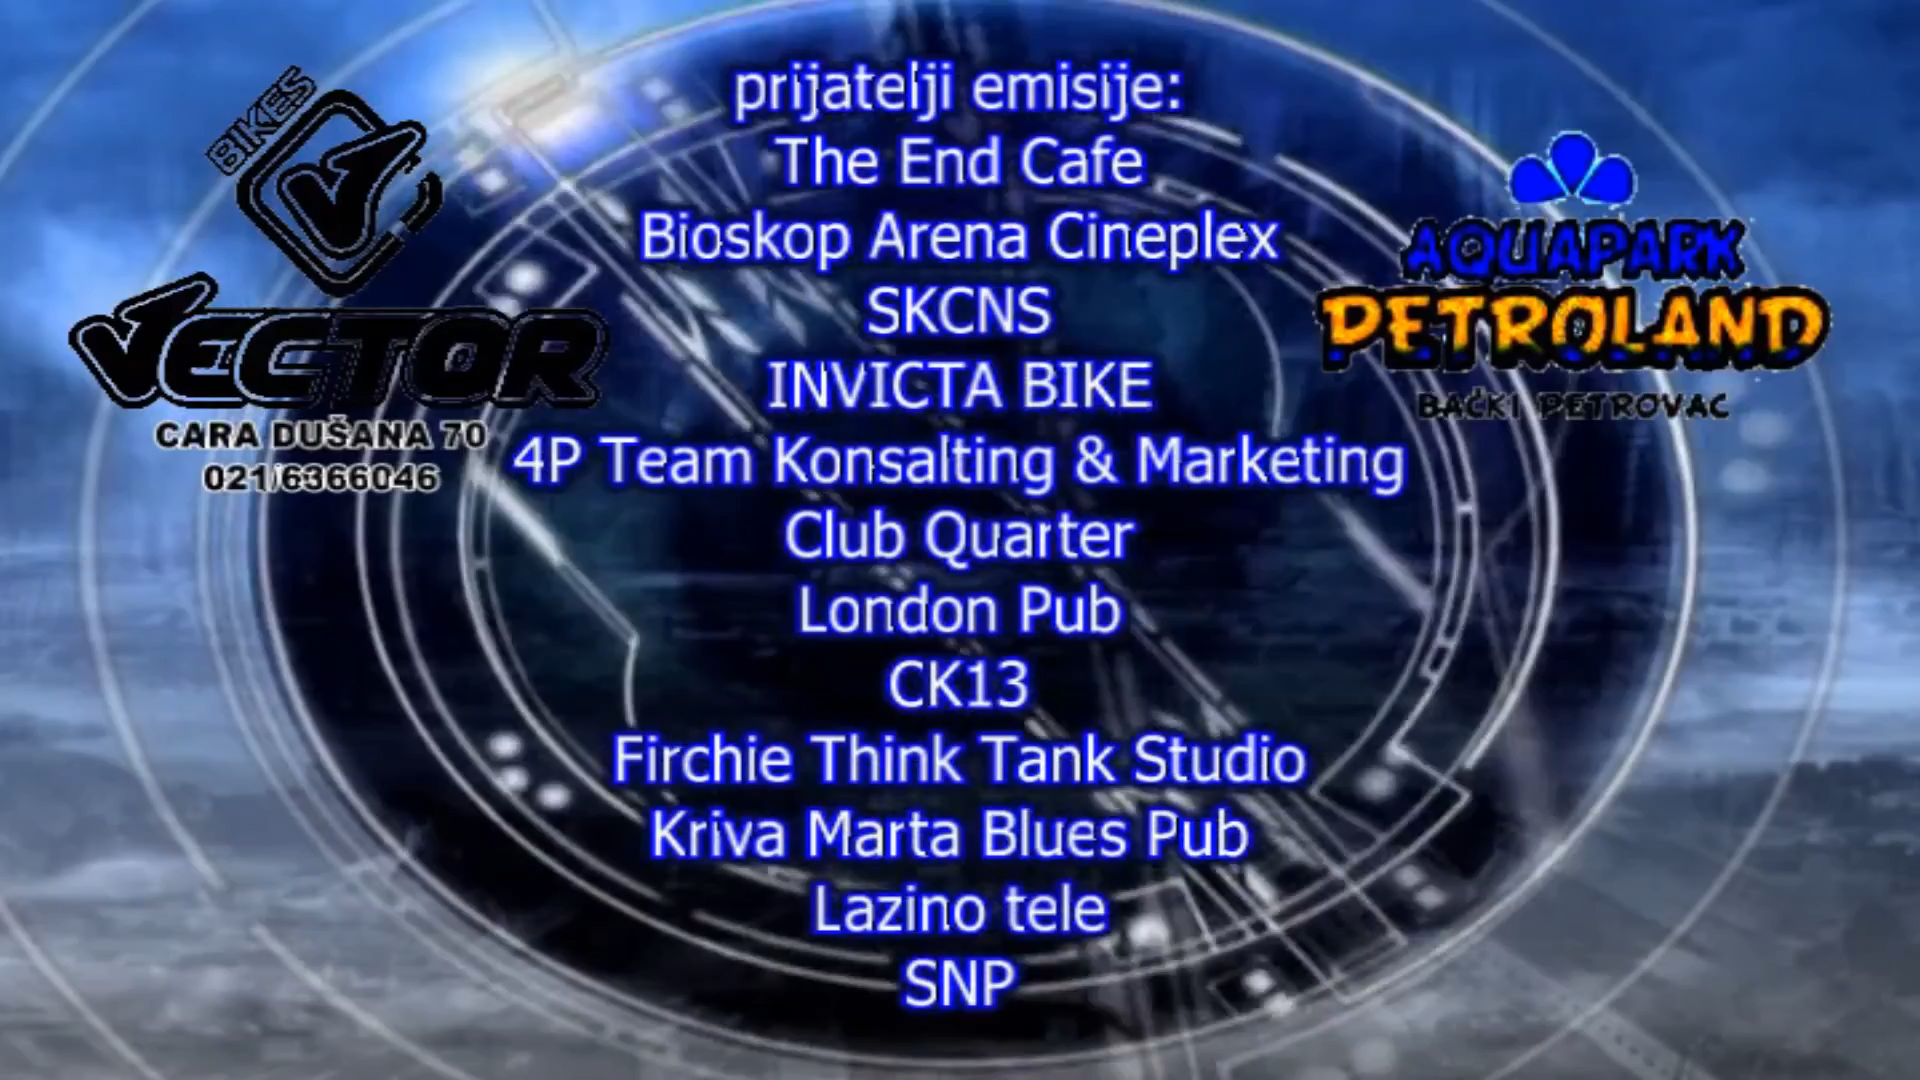 prijatelji emisije:
The End Cafe
Bioskop Arena Cineplex
SKCNS
INVICTA BIKE
4P Team Konsalting & Marketing
Club Quarter
London Pub
CK13
Firchie Think Tank Studio
Kriva Marta Blues Pub
Lazino tele
SNP
BIKES
VECTOR
CARA DUŠANA 70
021/6366046
AQUAPARK
PETROLAND
BAČKI PETROVAC